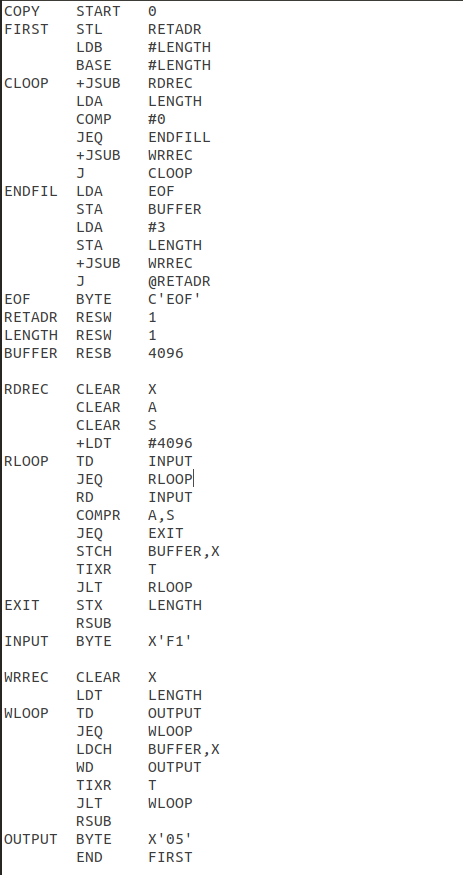 COPY    START   0
FIRST   STL     RETADR
        LDB     #LENGTH
        BASE    #LENGTH
CLOOP   +JSUB   RDREC
        LDA     LENGTH
        COMP    #0
        JEQ     ENDFILL
        +JSUB   WRREC
        J       CLOOP
ENDFIL  LDA     EOF
        STA     BUFFER
        LDA     #3
        STA     LENGTH
        +JSUB   WRREC
        J       @RETADR
EOF     BYTE    C'EOF'
RETADR  RESW    1
LENGTH  RESW    1
BUFFER  RESB    4096

RDREC   CLEAR   X
        CLEAR   A
        CLEAR   S
        +LDT    #4096
RLOOP   TD      INPUT
        JEQ     RLOOP
        RD      INPUT
        COMPR   A,S
        JEQ     EXIT
        STCH    BUFFER,X
        TIXR    T
        JLT     RLOOP
EXIT    STX     LENGTH
        RSUB
INPUT   BYTE    X'F1'

WRREC   CLEAR   X
        LDT     LENGTH
WLOOP   TD      OUTPUT
        JEQ     WLOOP
        LDCH    BUFFER,X
        WD      OUTPUT
        TIXR    T
        JLT     WLOOP
        RSUB
OUTPUT  BYTE    X'05'
        END     FIRST